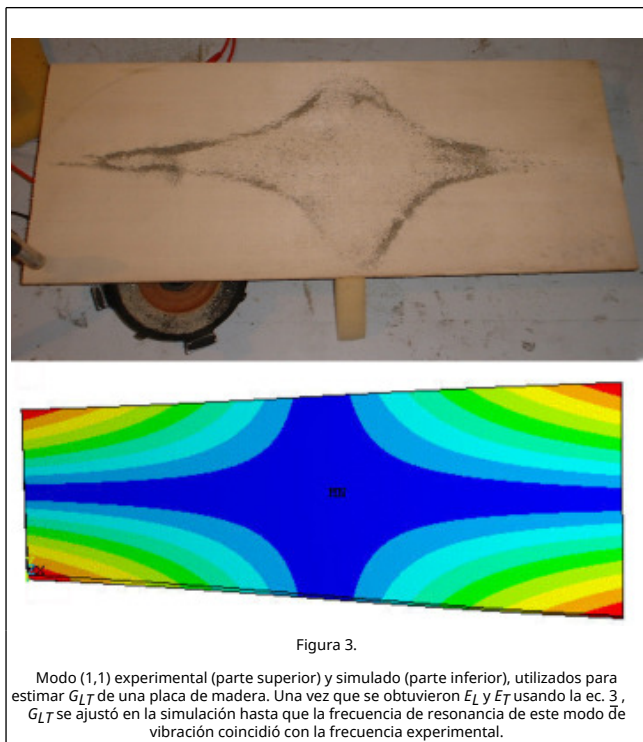 Figura 3.
Modo (1,1) experimental (parte superior) y simulado (parte inferior), utilizados para
estimar G_LT de una placa de madera. Una vez que se obtuvieron E_L y E_T usando la ec. 3 ,
G_LT se ajustó en la simulación hasta que la frecuencia de resonancia de este modo de
vibración coincidió con la frecuencia experimental.